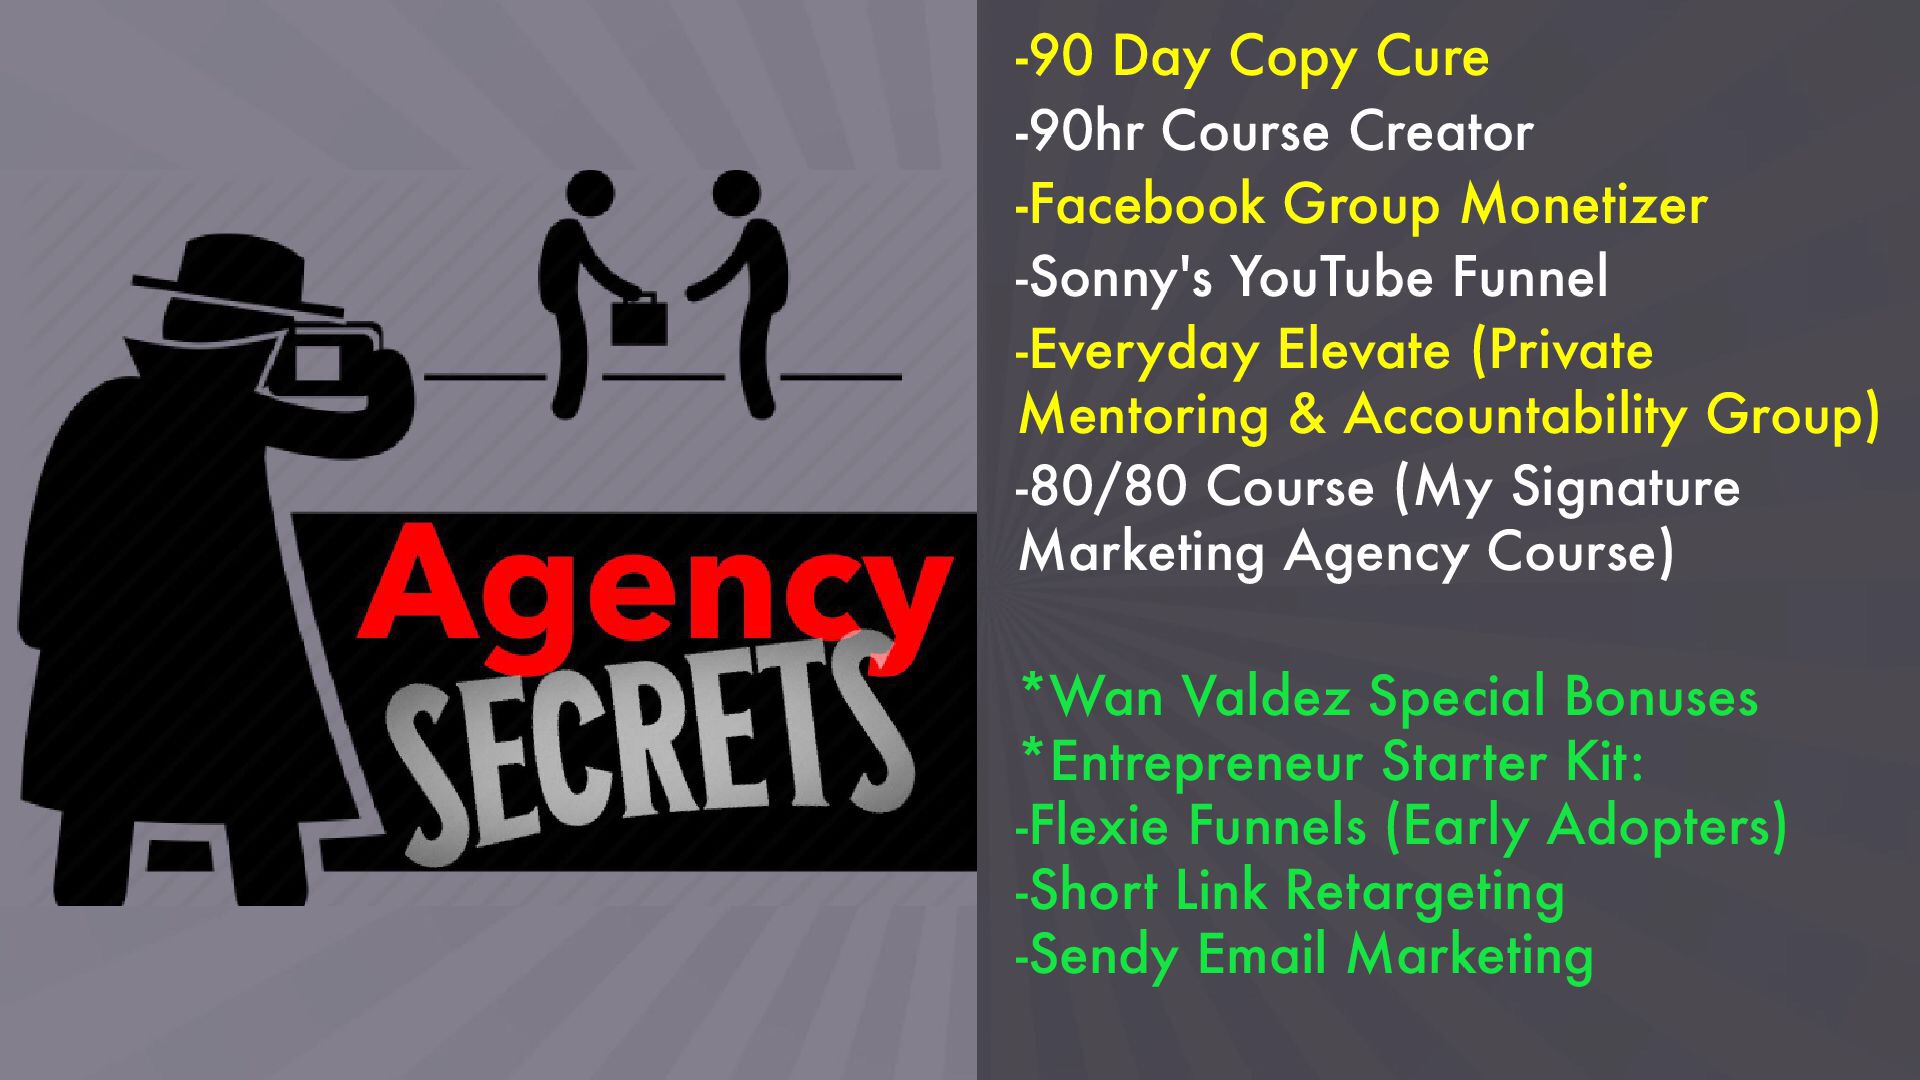 Agency
SECRETS
-90 Day Copy Cure
-90hr Course Creator
-Facebook Group Monetizer
-Sonny's YouTube Funnel
-Everyday Elevate (Private
Mentoring & Accountability Group)
-80/80 Course (My Signature
Marketing Agency Course)
*Wan Valdez Special Bonuses
*Entrepreneur Starter Kit:
-Flexie Funnels (Early Adopters)
-Short Link Retargeting
-Sendy Email Marketing